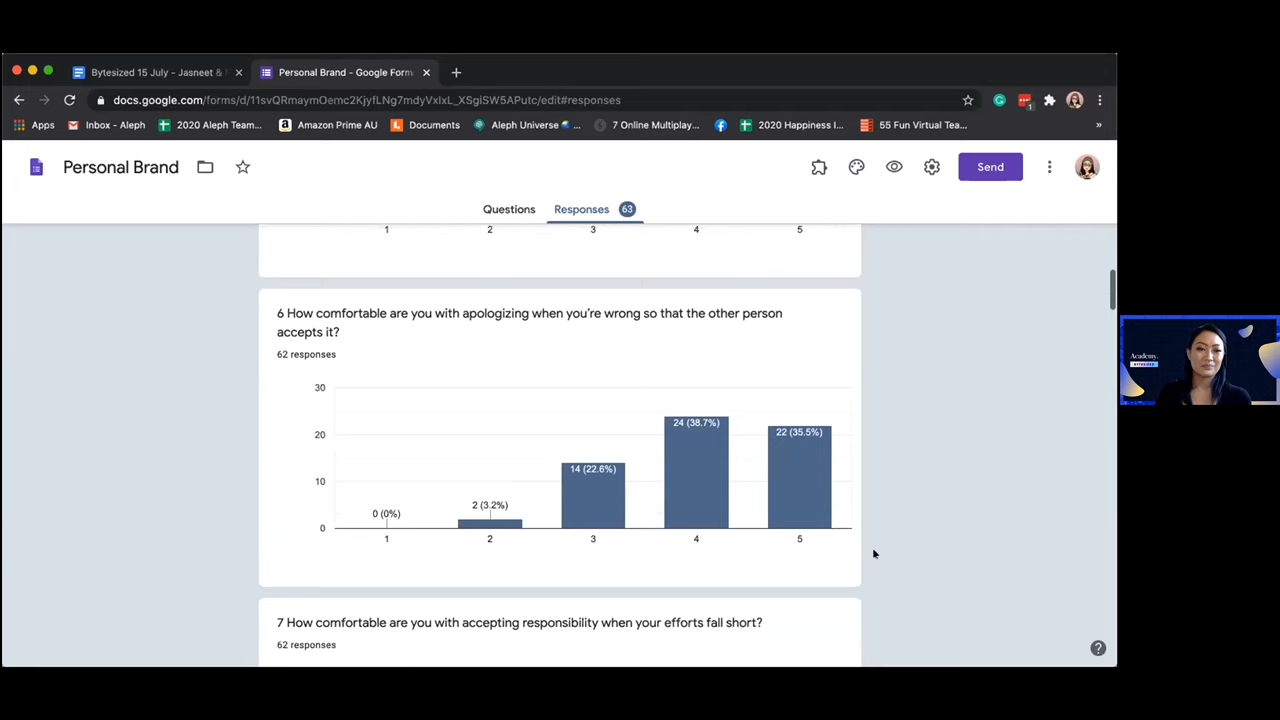 Bytesized 15 July - Jasneet &
Personal Brand - Google Form
docs.google.com/forms/d/11svQRmaymOemc2KjyfLNg7mdyVxIxL_XSgiSW5APutc/edit#responses
1
Apps
Inbox - Aleph
2020 Aleph Team...
Amazon Prime AU
Documents
Aleph Universe
...
7 Online Multiplay...
2020 Happiness I...
55 Fun Virtual Tea...
»
Personal Brand
Send
Questions
Responses 63
1 2 3 4 5
6 How comfortable are you with apologizing when you’re wrong so that the other person
accepts it?
62 responses
30
24 (38.7%)
20
22 (35.5%)
14 (22.6%)
10
2 (3.2%)
0 (0%)
0
1 2 3 4 5
7 How comfortable are you with accepting responsibility when your efforts fall short?
62 responses
Academy.
BYTESIZED